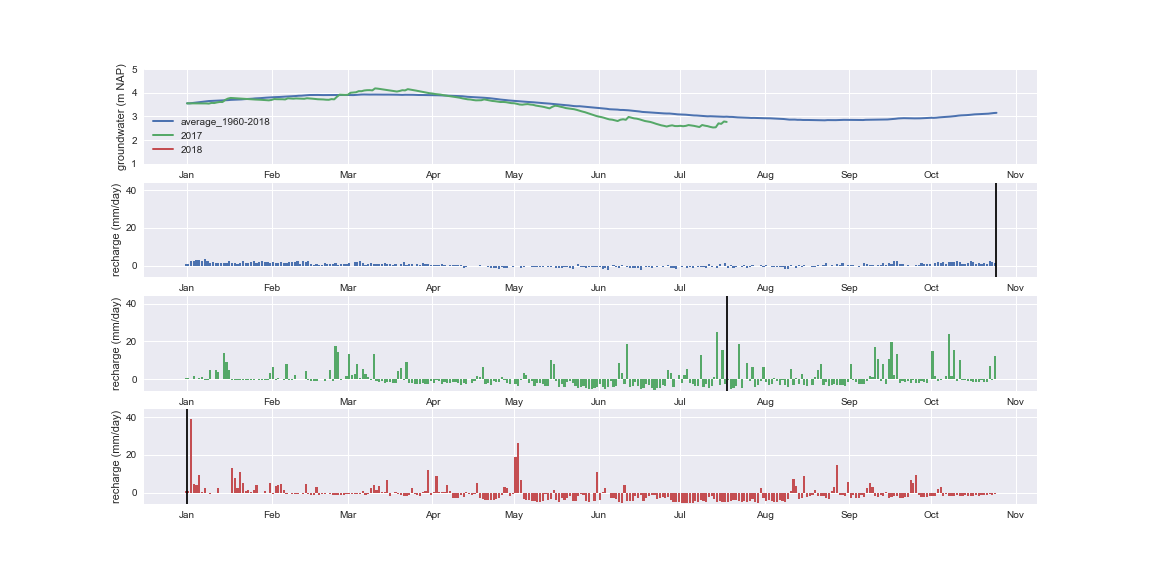 groundwater (m NAP)
5
4
3
2
1
average_1960-2018
2017
2018
Jan Feb Mar Apr May Jun Jul Aug Sep Oct Nov
recharge (mm/day)
40
20
0
Jan Feb Mar Apr May Jun Jul Aug Sep Oct Nov
recharge (mm/day)
40
20
0
Jan Feb Mar Apr May Jun Jul Aug Sep Oct Nov
recharge (mm/day)
40
20
0
Jan Feb Mar Apr May Jun Jul Aug Sep Oct Nov